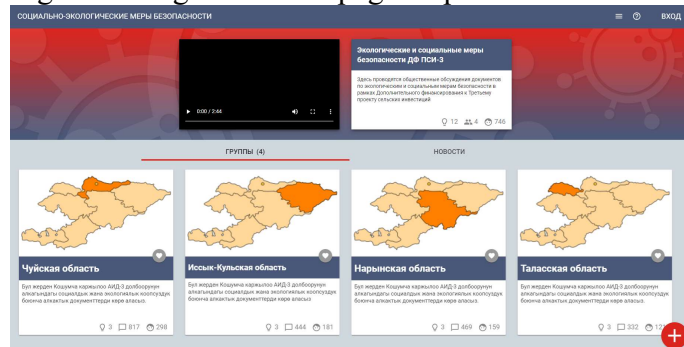 СОЦИАЛЬНО-ЭКОЛОГИЧЕСКИЕ МЕРЫ БЕЗОПАСНОСТИ
ВХОД
0:00 / 2:44
Экологические и социальные меры
безопасности ДФ ПСИ-3
Здесь проводятся общественные обсуждения документов
по экологическим и социальным мерам безопасности в
рамках Дополнительного финансирования к Третьему
проекту сельских инвестиций
12 4 746
ГРУППЫ (4)
НОВОСТИ
Чуйская область
Бул жерден Кошумча каржылоо АИД-3 долбоорунун
алкагындагы социалдык жана экологиялык коопсуздук
боюнча алкактык документтерди көрө аласыз.
3 817 298
Иссык-Кульская область
Бул жерден Кошумча каржылоо АИД-3 долбоорунун
алкагындагы социалдык жана экологиялык коопсуздук
боюнча алкактык документтерди көрө аласыз
3 444 181
Нарынская область
Бул жерден Кошумча каржылоо АИД-3 долбоорунун
алкагындагы социалдык жана экологиялык коопсуздук
боюнча алкактык документтерди көрө аласыз.
3 469 159
Таласская область
Бул жерден Кошумча каржылоо АИД-3 долбоорунун
алкагындагы социалдык жана экологиялык коопсуздук
боюнча алкактык документтерди көрө аласыз.
3 332